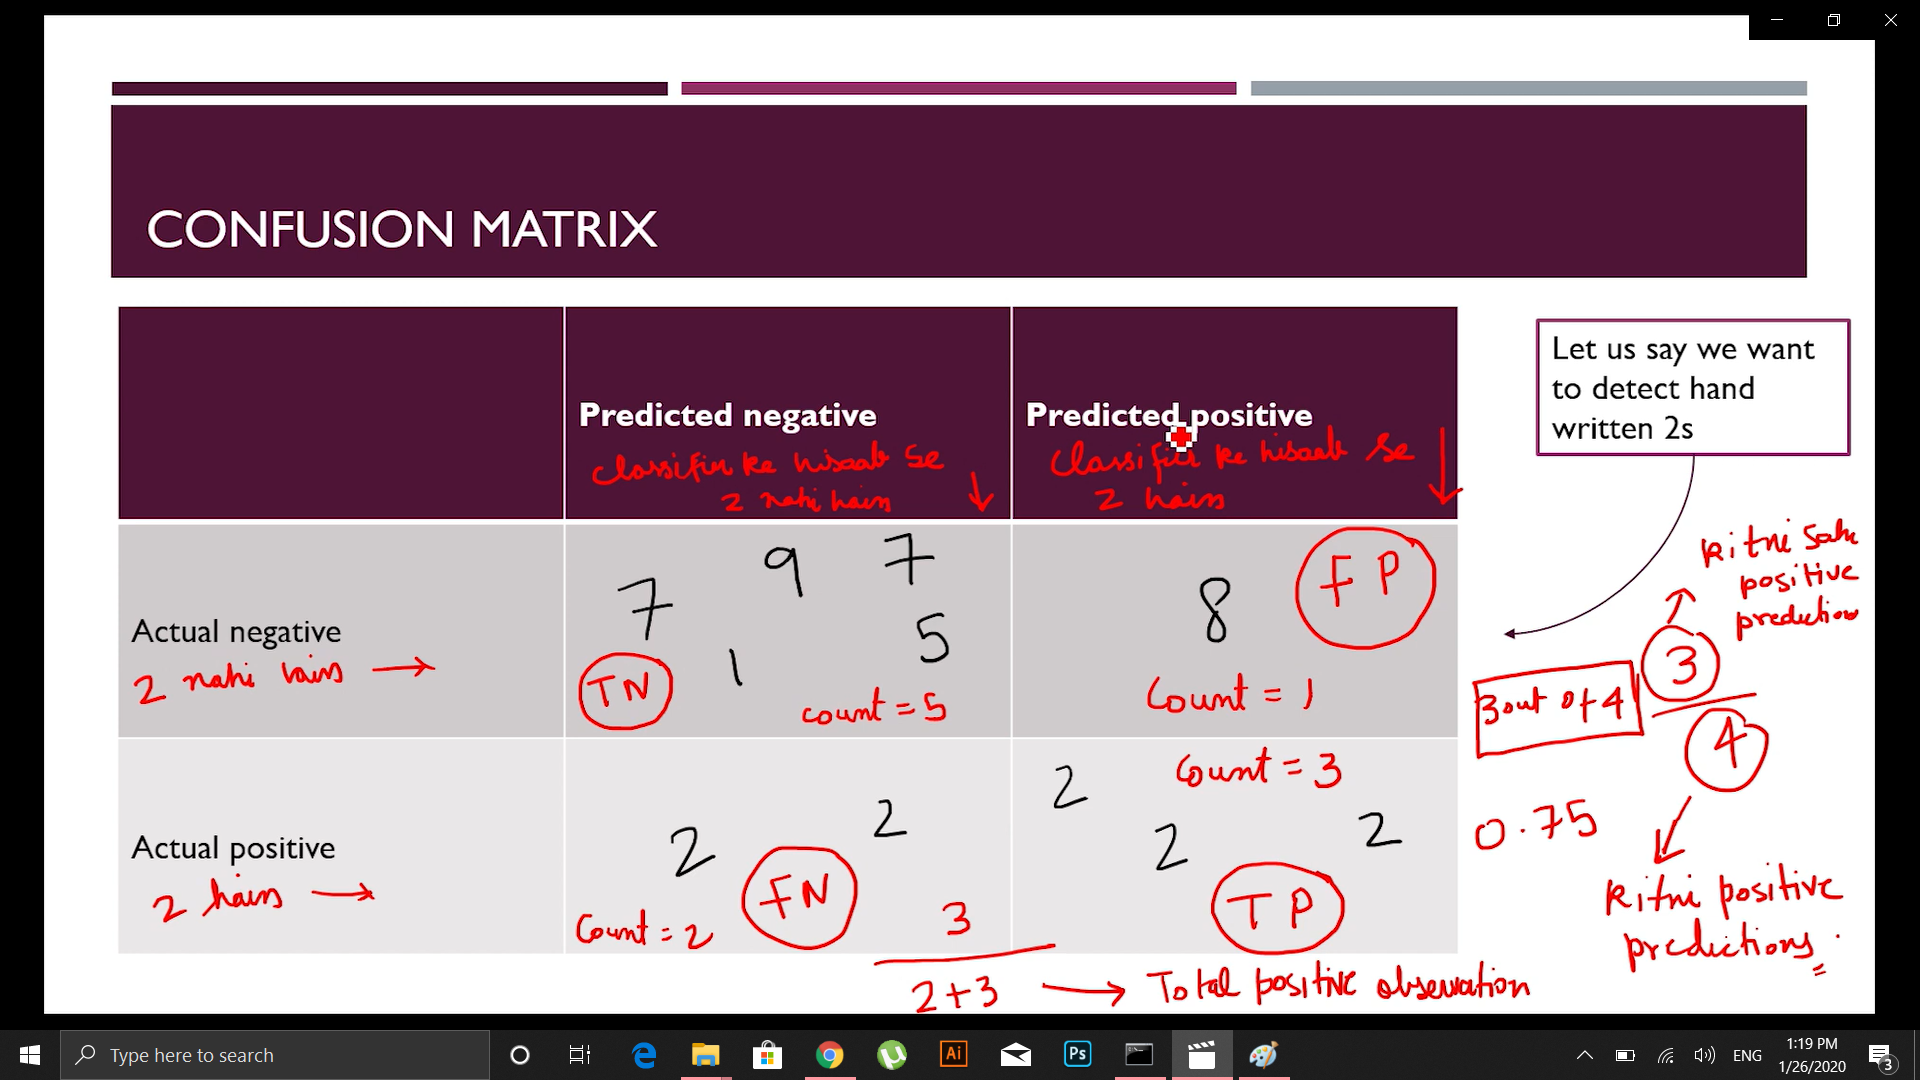 CONFUSION MATRIX
Predicted negative
Classifier ke hisaab se
2 nahi hain
Predicted positive
Classifier ke hisaab se
2 hain
Let us say we want
to detect hand
written 2s
Actual negative
2 nahi hain
7 9 7
1 5
TN
count = 5
8
FP
Count = 1
Actual positive
2 hain
2 2
FN
Count = 2
Count = 3
2 2 2
TP
3
2+3
Total positive observation
3 out of 4
3
4
0.75
kitni
positive
prediction
kitni positive
predictions
Type here to search
Ai
Ps
ENG
1:19 PM
1/26/2020
3